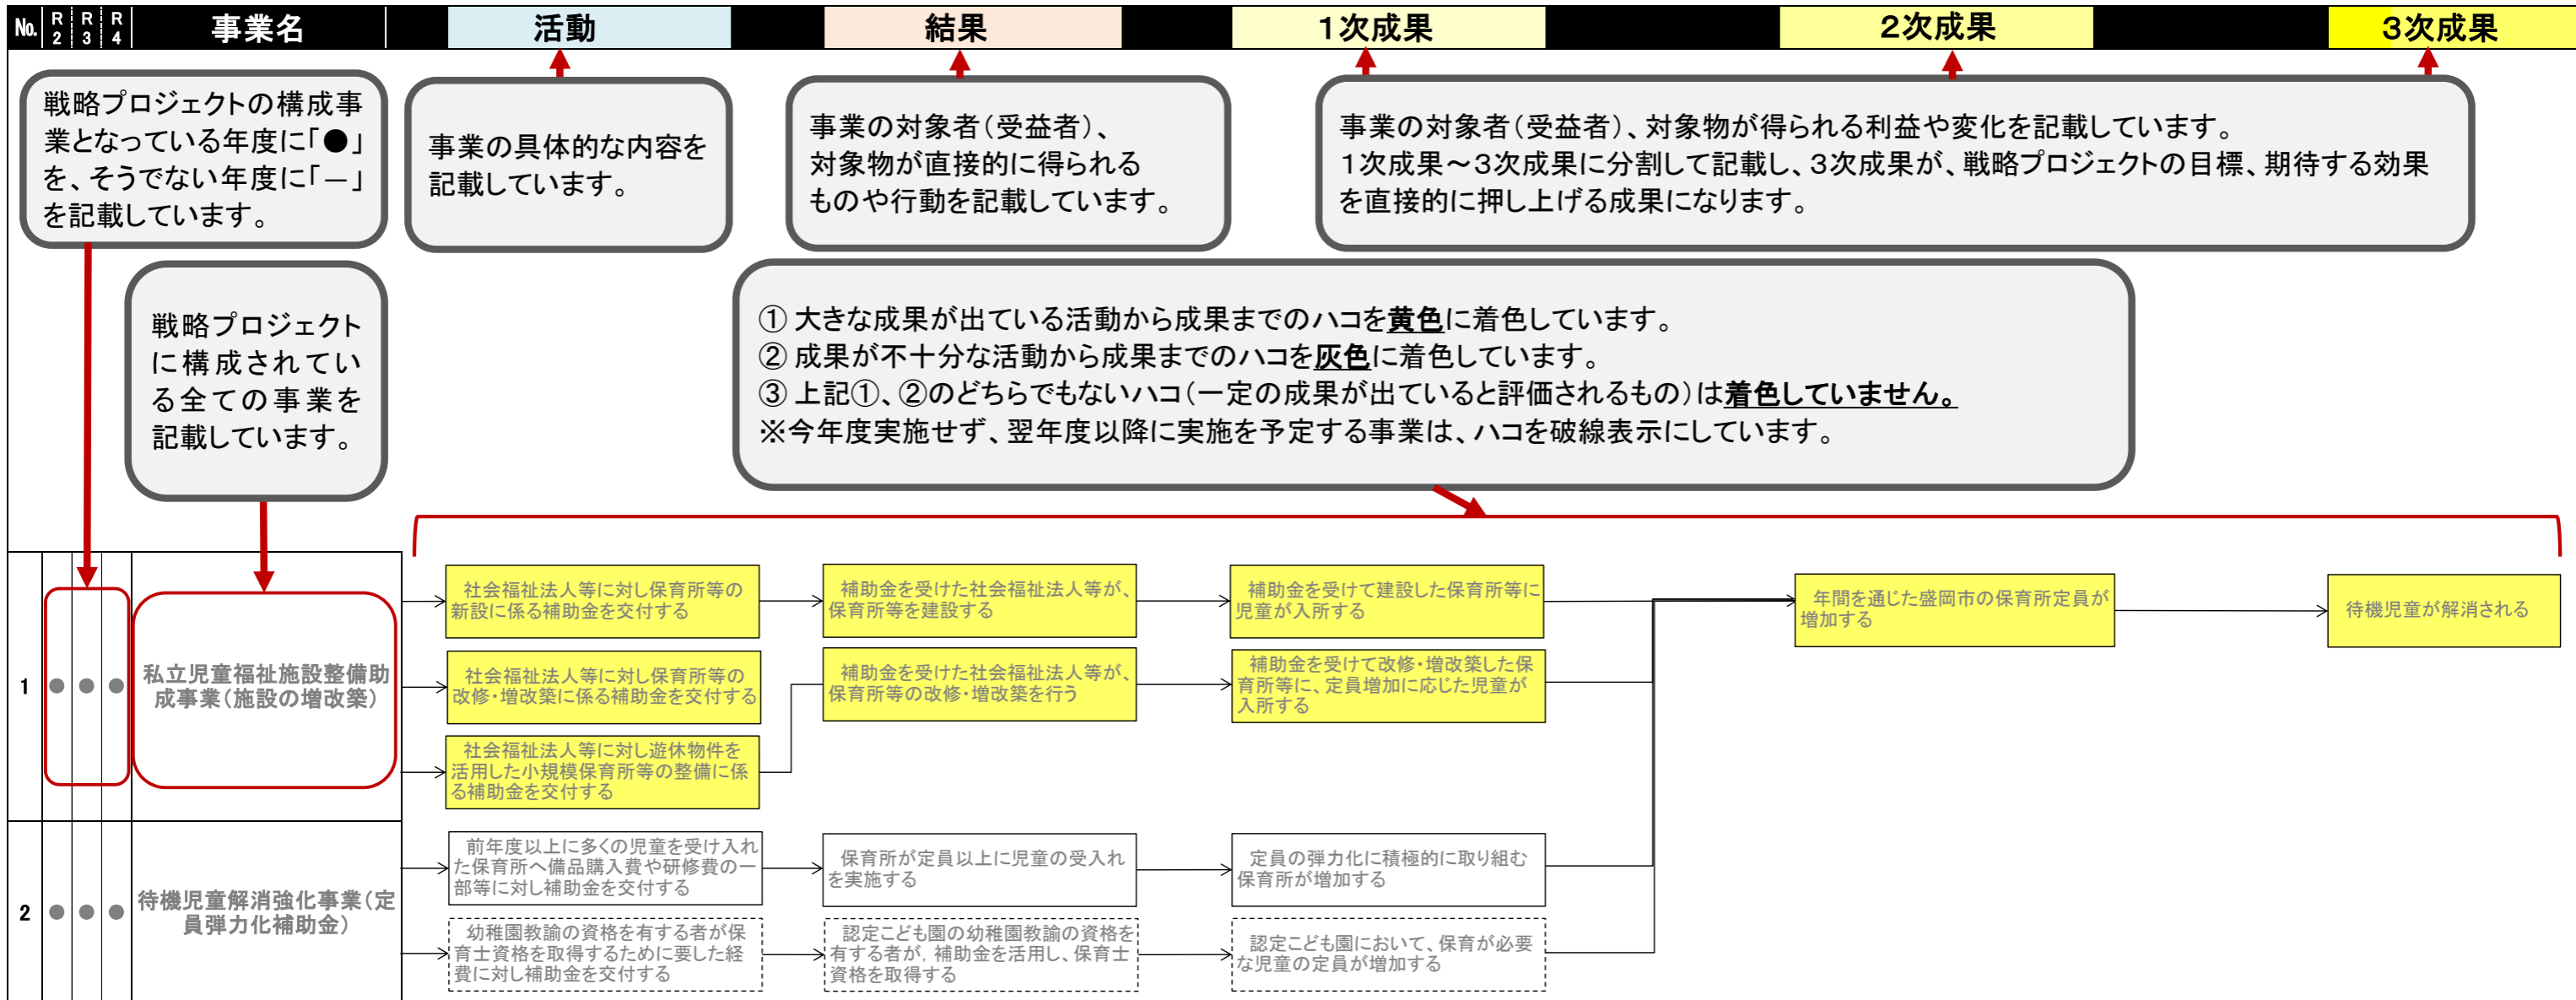 No. R2 R3 R4 事業名 活動 結果 1次成果 2次成果 3次成果
戦略プロジェクトの構成事
業となっている年度に「●」
を、そうでない年度に「－」
を記載しています。
事業の具体的な内容を
記載しています。
事業の対象者(受益者)、
対象物が直接的に得られる
ものや行動を記載しています。
事業の対象者(受益者)、対象物が得られる利益や変化を記載しています。
1次成果～3次成果に分割して記載し、3次成果が、戦略プロジェクトの目標、期待する効果
を直接的に押し上げる成果になります。
戦略プロジェクト
に構成されてい
る全ての事業を
記載しています。
① 大きな成果が出ている活動から成果までのハコを黄色に着色しています。
② 成果が不十分な活動から成果までのハコを灰色に着色しています。
③ 上記①、②のどちらでもないハコ(一定の成果が出ていると評価されるもの)は着色していません。
※今年度実施せず、翌年度以降に実施を予定する事業は、ハコを破線表示にしています。
1 ● ● ●
私立児童福祉施設整備助
成事業(施設の増改築)
社会福祉法人等に対し保育所等の
新設に係る補助金を交付する
補助金を受けた社会福祉法人等が、
保育所等を建設する
補助金を受けて建設した保育所等に
児童が入所する
年間を通じた盛岡市の保育所定員が
増加する
待機児童が解消される
社会福祉法人等に対し保育所等の
改修・増改築に係る補助金を交付する
補助金を受けた社会福祉法人等が、
保育所等の改修・増改築を行う
補助金を受けて改修・増改築した保
育所等に、定員増加に応じた児童が
入所する
社会福祉法人等に対し遊休物件を
活用した小規模保育所等の整備に係
る補助金を交付する
2 ● ● ●
待機児童解消強化事業(定
員弾力化補助金)
前年度以上に多くの児童を受け入れ
た保育所へ備品購入費や研修費の一
部等に対し補助金を交付する
保育所が定員以上に児童の受入れ
を実施する
定員の弾力化に積極的に取り組む
保育所が増加する
幼稚園教諭の資格を有する者が保
育士資格を取得するために要した経
費に対し補助金を交付する
認定こども園の幼稚園教諭の資格を
有する者が, 補助金を活用し、保育士
資格を取得する
認定こども園において、保育が必要
な児童の定員が増加する